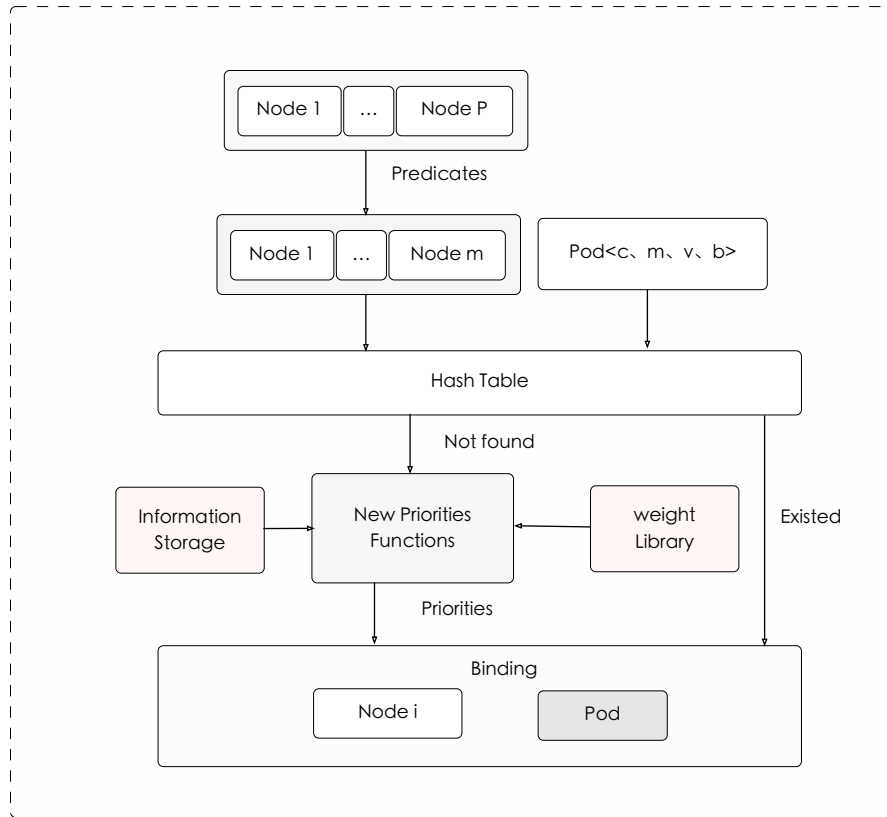 Node 1 … Node P
Predicates
Node 1 … Node m
Pod<c、m、v、b>
Hash Table
Not found
Information
Storage
New Priorities
Functions
weight
Library
Existed
Priorities
Binding
Node i
Pod